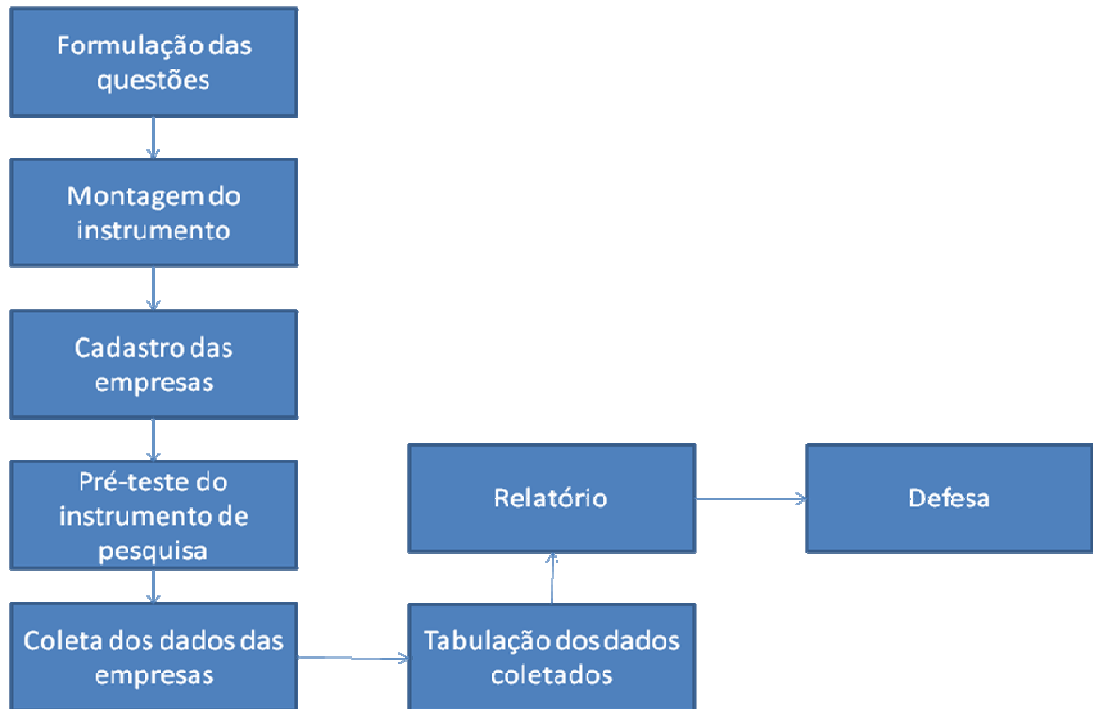 Formulação das
questões
Montagem do
instrumento
Cadastro das
empresas
Pré-teste do
instrumento de
pesquisa
Coleta dos dados das
empresas
Tabulação dos dados
coletados
Relatório
Defesa